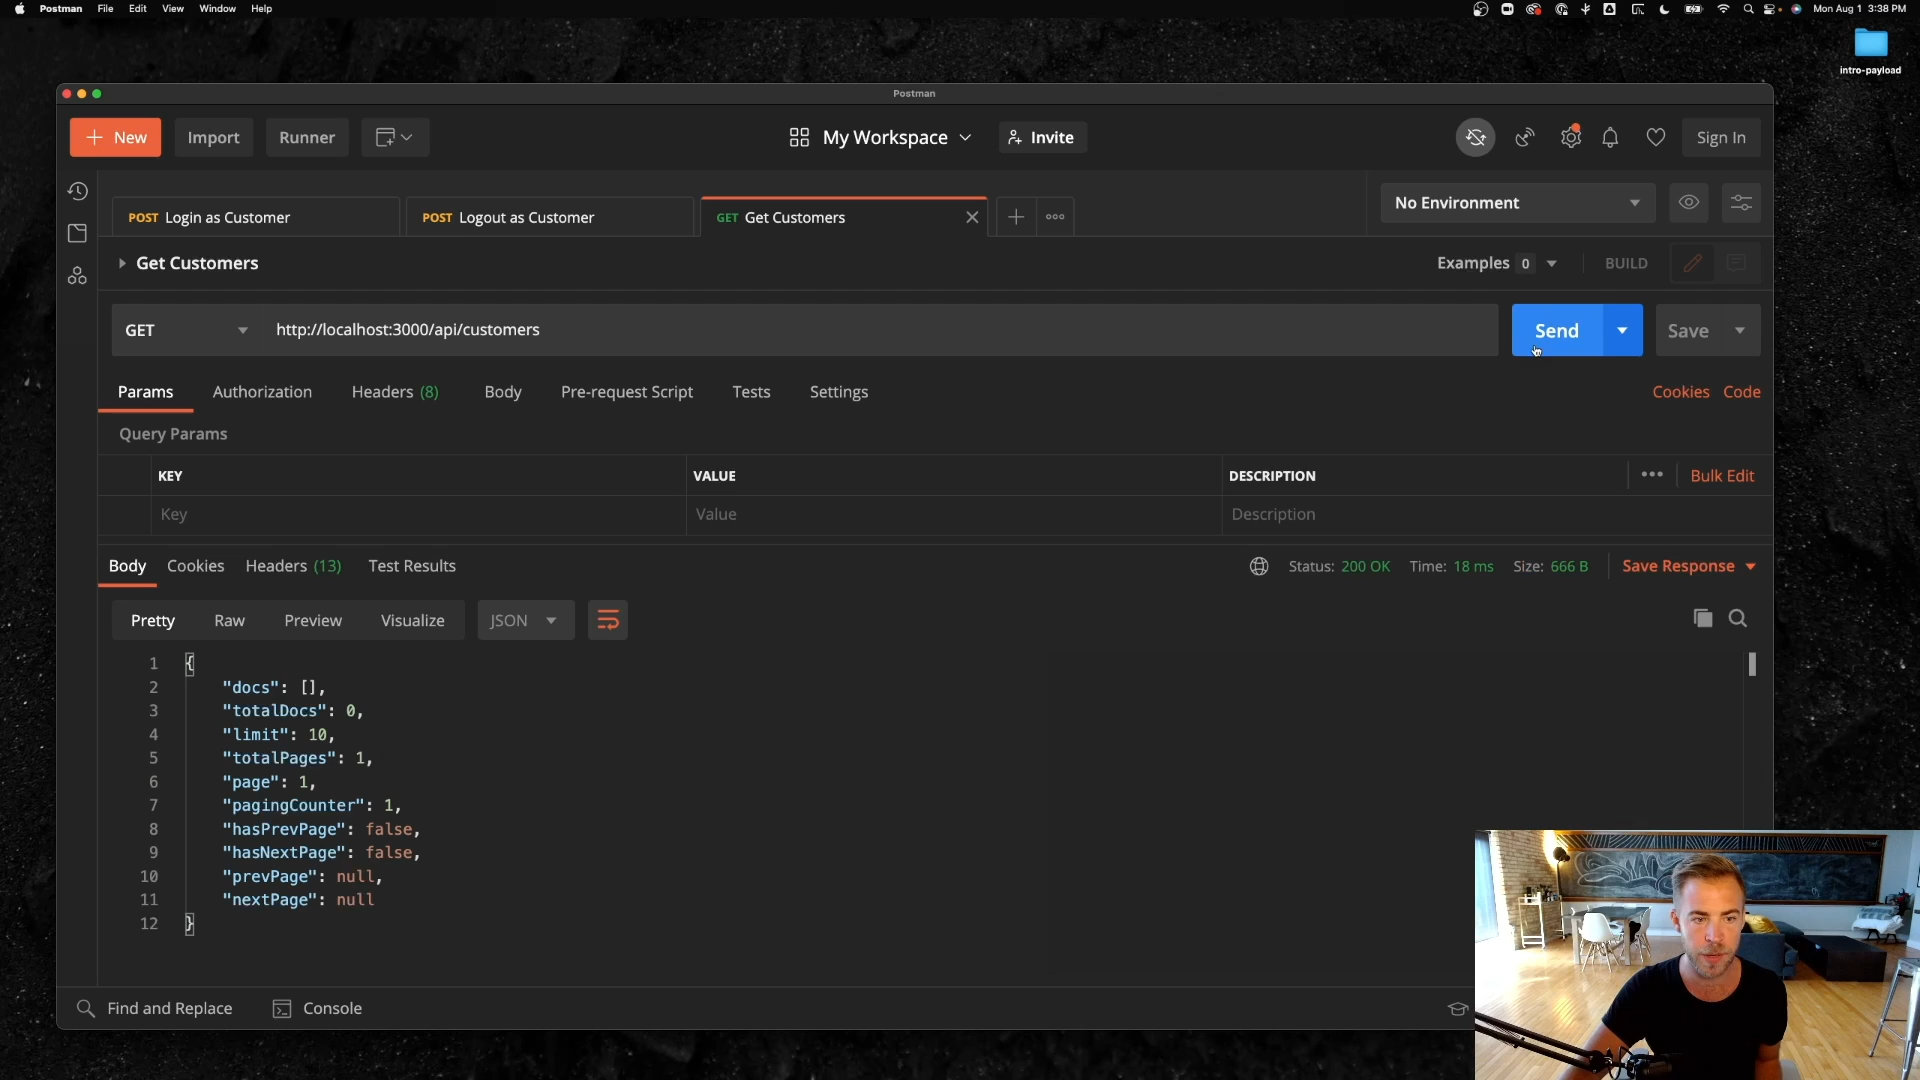 Postman File Edit View Window Help
Mon Aug 1 3:38 PM
intro-payload
Postman
New Import Runner My Workspace Invite Sign In
POST Login as Customer POST Logout as Customer GET Get Customers No Environment
Get Customers Examples 0 BUILD
GET http://localhost:3000/api/customers Send Save
Params Authorization Headers (8) Body Pre-request Script Tests Settings Cookies Code
Query Params
KEY VALUE DESCRIPTION Bulk Edit
Key Value Description
Body Cookies Headers (13) Test Results Status: 200 OK Time: 18 ms Size: 666 B Save Response
Pretty Raw Preview Visualize JSON
1 {
2 "docs": [],
3 "totalDocs": 0,
4 "limit": 10,
5 "totalPages": 1,
6 "page": 1,
7 "pagingCounter": 1,
8 "hasPrevPage": false,
9 "hasNextPage": false,
10 "prevPage": null,
11 "nextPage": null
12 }
Find and Replace Console